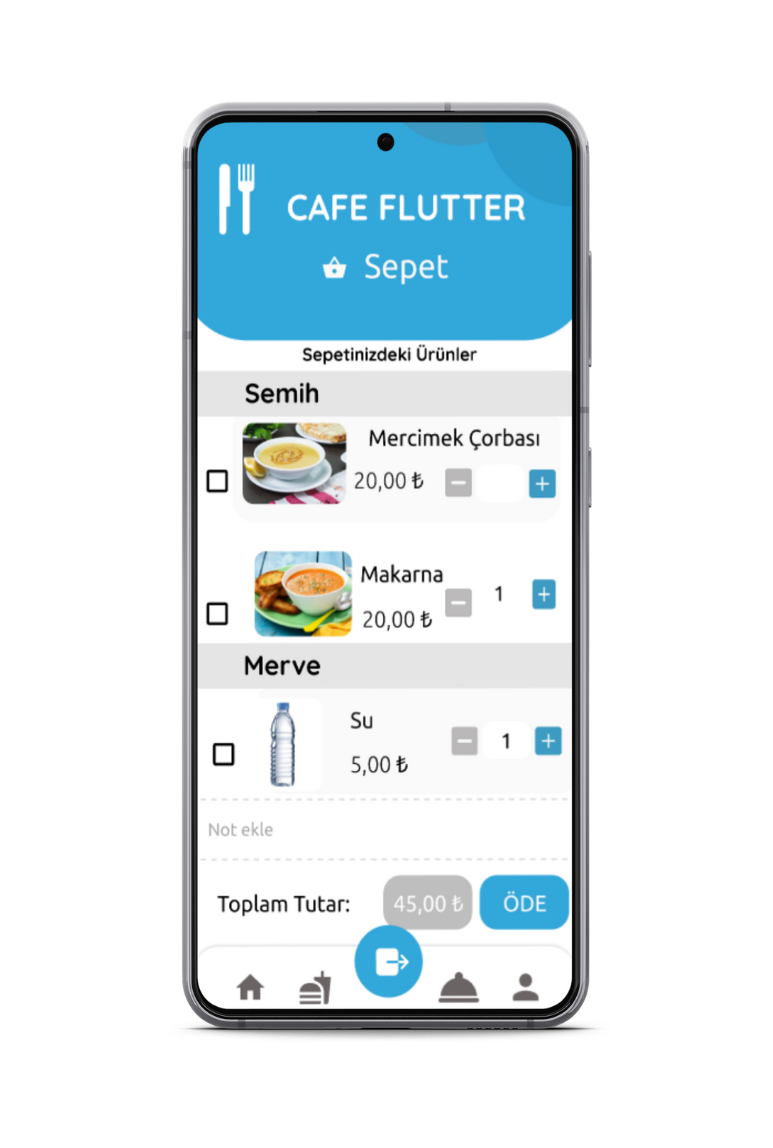 CAFE FLUTTER
Sepet
Sepetinizdeki Ürünler
Semih
Mercimek Çorbası
20,00 ₺
Makarna
1
20,00 ₺
Merve
Su
1
5,00 ₺
Not ekle
Toplam Tutar: 45,00 ₺ ÖDE